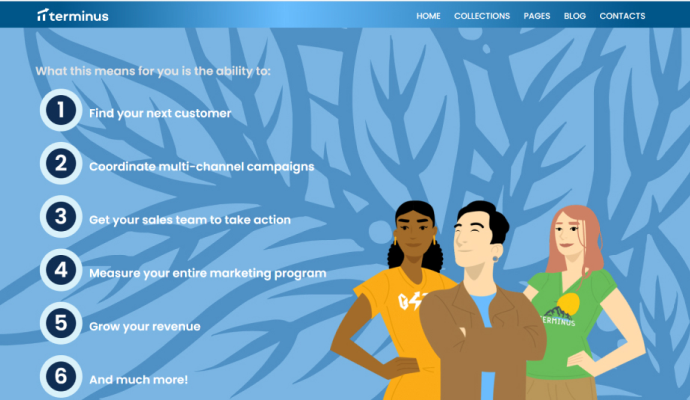 terminus
HOME COLLECTIONS PAGES BLOG CONTACTS
What this means for you is the ability to:
1 Find your next customer
2 Coordinate multi-channel campaigns
3 Get your sales team to take action
4 Measure your entire marketing program
5 Grow your revenue
6 And much more!
TERMINUS